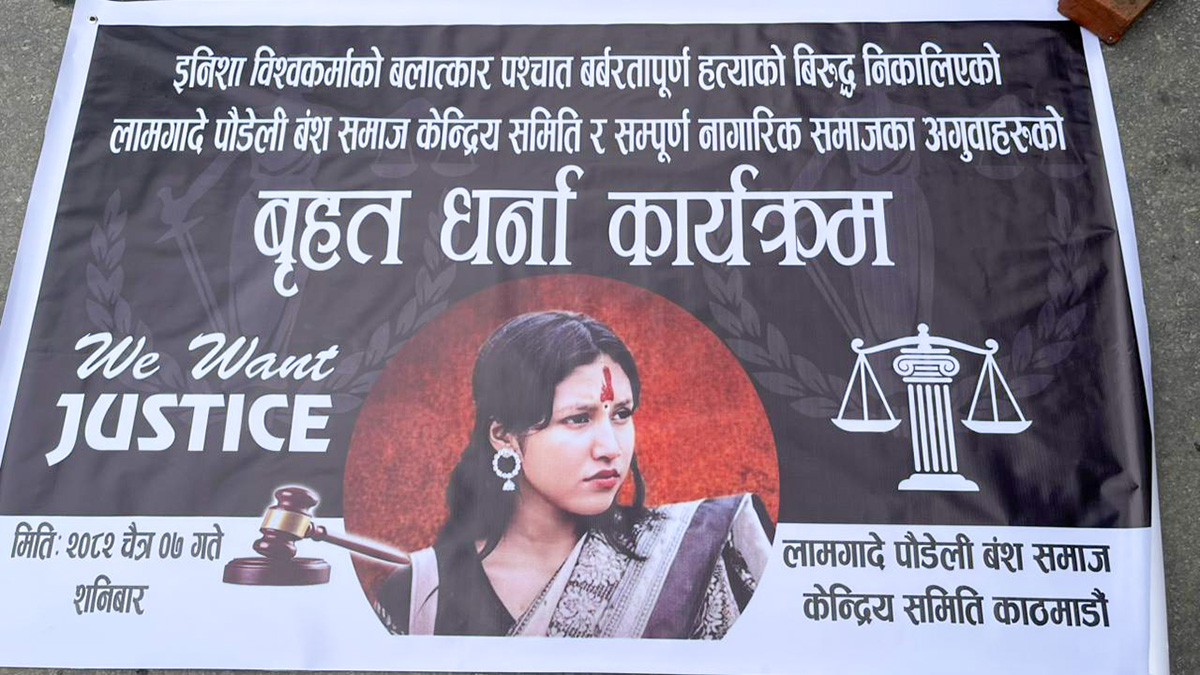 इनिशा विश्वकर्माको बलात्कार पश्चात बर्बरतापूर्ण हत्याको बिरुद्ध निकालिएको
लामगादे पौडेली बंश समाज केन्द्रिय समिति र सम्पूर्ण नागारिक समाजका अगुवाहरुको
बृहत धर्ना कार्यक्रम
We Want
JUSTICE
मितिः २०८२ चैत्र ०७ गते
शनिबार
लामगादे पौडेली बंश समाज
केन्द्रिय समिति काठमाडौं